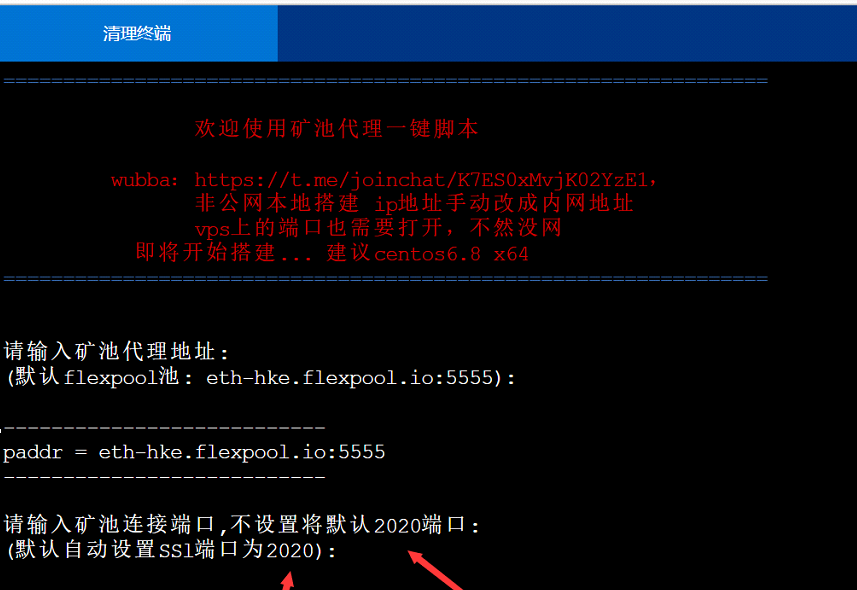 清理终端
================================================================
欢迎使用矿池代理一键脚本
wubba: https://t.me/joinchat/K7ES0xMvjK02YzE1,
非公网本地搭建 ip地址手动改成内网地址
vps上的端口也需要打开, 不然没网
即将开始搭建... 建议centos6.8 x64
================================================================
请输入矿池代理地址:
(默认flexpool池: eth-hke.flexpool.io:5555):
---------------------------
paddr = eth-hke.flexpool.io:5555
---------------------------
请输入矿池连接端口,不设置将默认2020端口:
(默认自动设置SSl端口为2020):